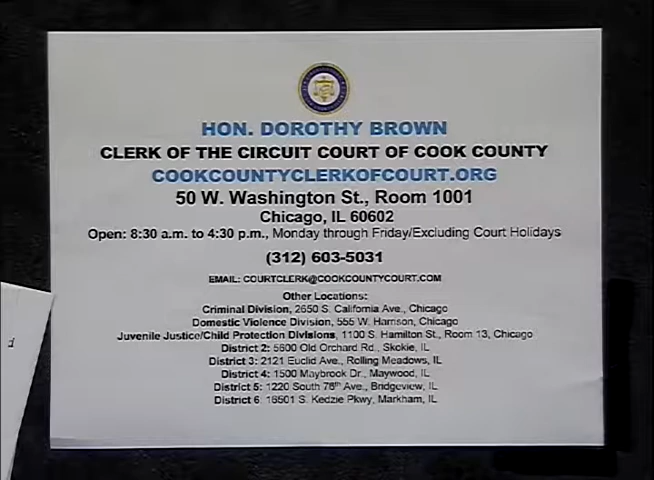 HON. DOROTHY BROWN
CLERK OF THE CIRCUIT COURT OF COOK COUNTY
COOKCOUNTYCLERKOFCOURT.ORG
50 W. Washington St., Room 1001
Chicago, IL 60602
Open: 8:30 a.m. to 4:30 p.m., Monday through Friday/Excluding Court Holidays
(312) 603-5031
EMAIL: COURTCLERK@COOKCOUNTYCOURT.COM
Other Locations:
Criminal Division, 2650 S. California Ave., Chicago
Domestic Violence Division, 555 W. Harrison, Chicago
Juvenile Justice/Child Protection Divisions, 1100 S. Hamilton St., Room 13, Chicago
District 2: 5600 Old Orchard Rd., Skokie, IL
District 3: 2121 Euclid Ave., Rolling Meadows, IL
District 4: 1500 Maybrook Dr., Maywood, IL
District 5: 1220 South 76th Ave., Bridgeview, IL
District 6: 16501 S. Kedzie Pkwy, Markham, IL
d